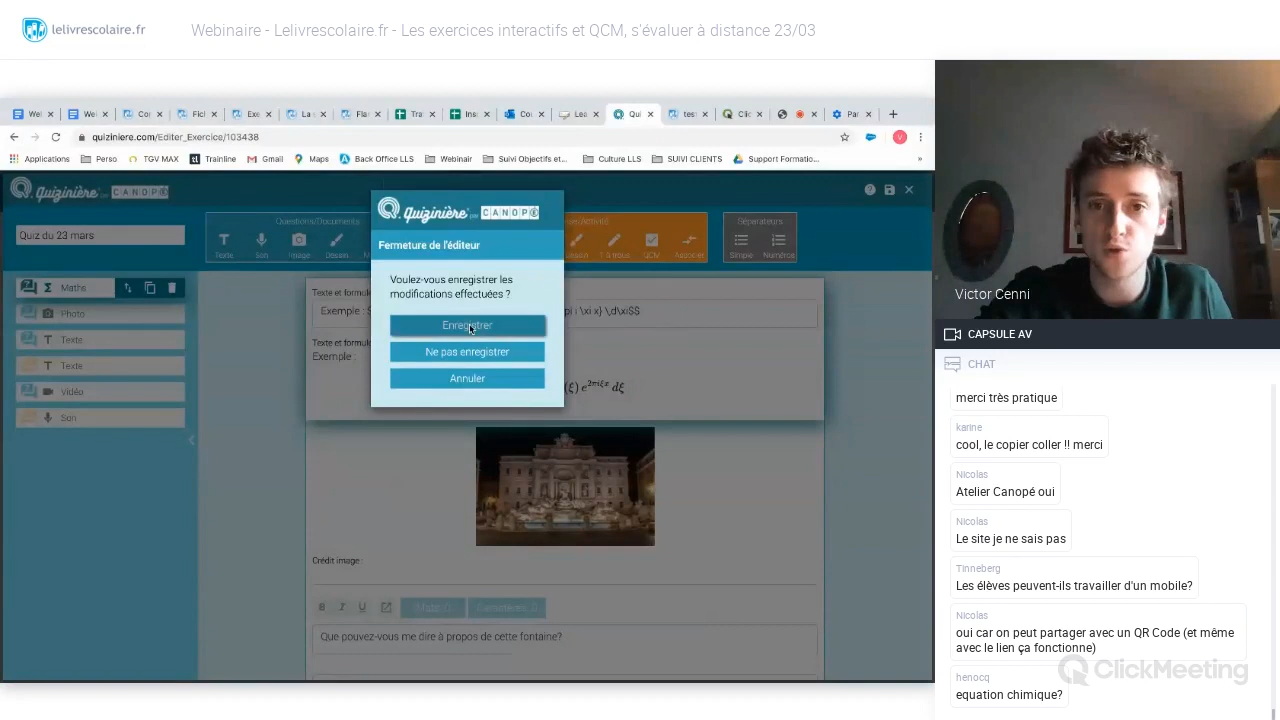 lelivrescolaire.fr
Webinaire - Lelivrescolaire.fr - Les exercices interactifs et QCM, s'évaluer à distance 23/03
quiziniere.com/Editer_Exercice/103438
Applications Perso TGV MAX Trainline Gmail Maps Back Office LLS Webinar Suivi Objectifs et... Culture LLS SUIVI CLIENTS Support Formatio...
Quizinière CANOPÉ
Quiz du 23 mars
Questions/Documents
Texte Son Image Dessin
QCM Associer
Séparateurs
Simple Numéros
Maths
Photo
Texte
Texte
Vidéo
Son
Quizinière CANOPÉ
Fermeture de l'éditeur
Voulez-vous enregistrer les
modifications effectuées ?
Enregistrer
Ne pas enregistrer
Annuler
Texte et formule
Exemple : $
Texte et formule
Exemple :
Crédit image :
B I U
Que pouvez-vous me dire à propos de cette fontaine?
Victor Cenni
CAPSULE AV
CHAT
merci très pratique
karine
cool, le copier coller !! merci
Nicolas
Atelier Canopé oui
Nicolas
Le site je ne sais pas
Tinneberg
Les élèves peuvent-ils travailler d'un mobile?
Nicolas
oui car on peut partager avec un QR Code (et même
avec le lien ça fonctionne)
henocq
equation chimique?
ClickMeeting